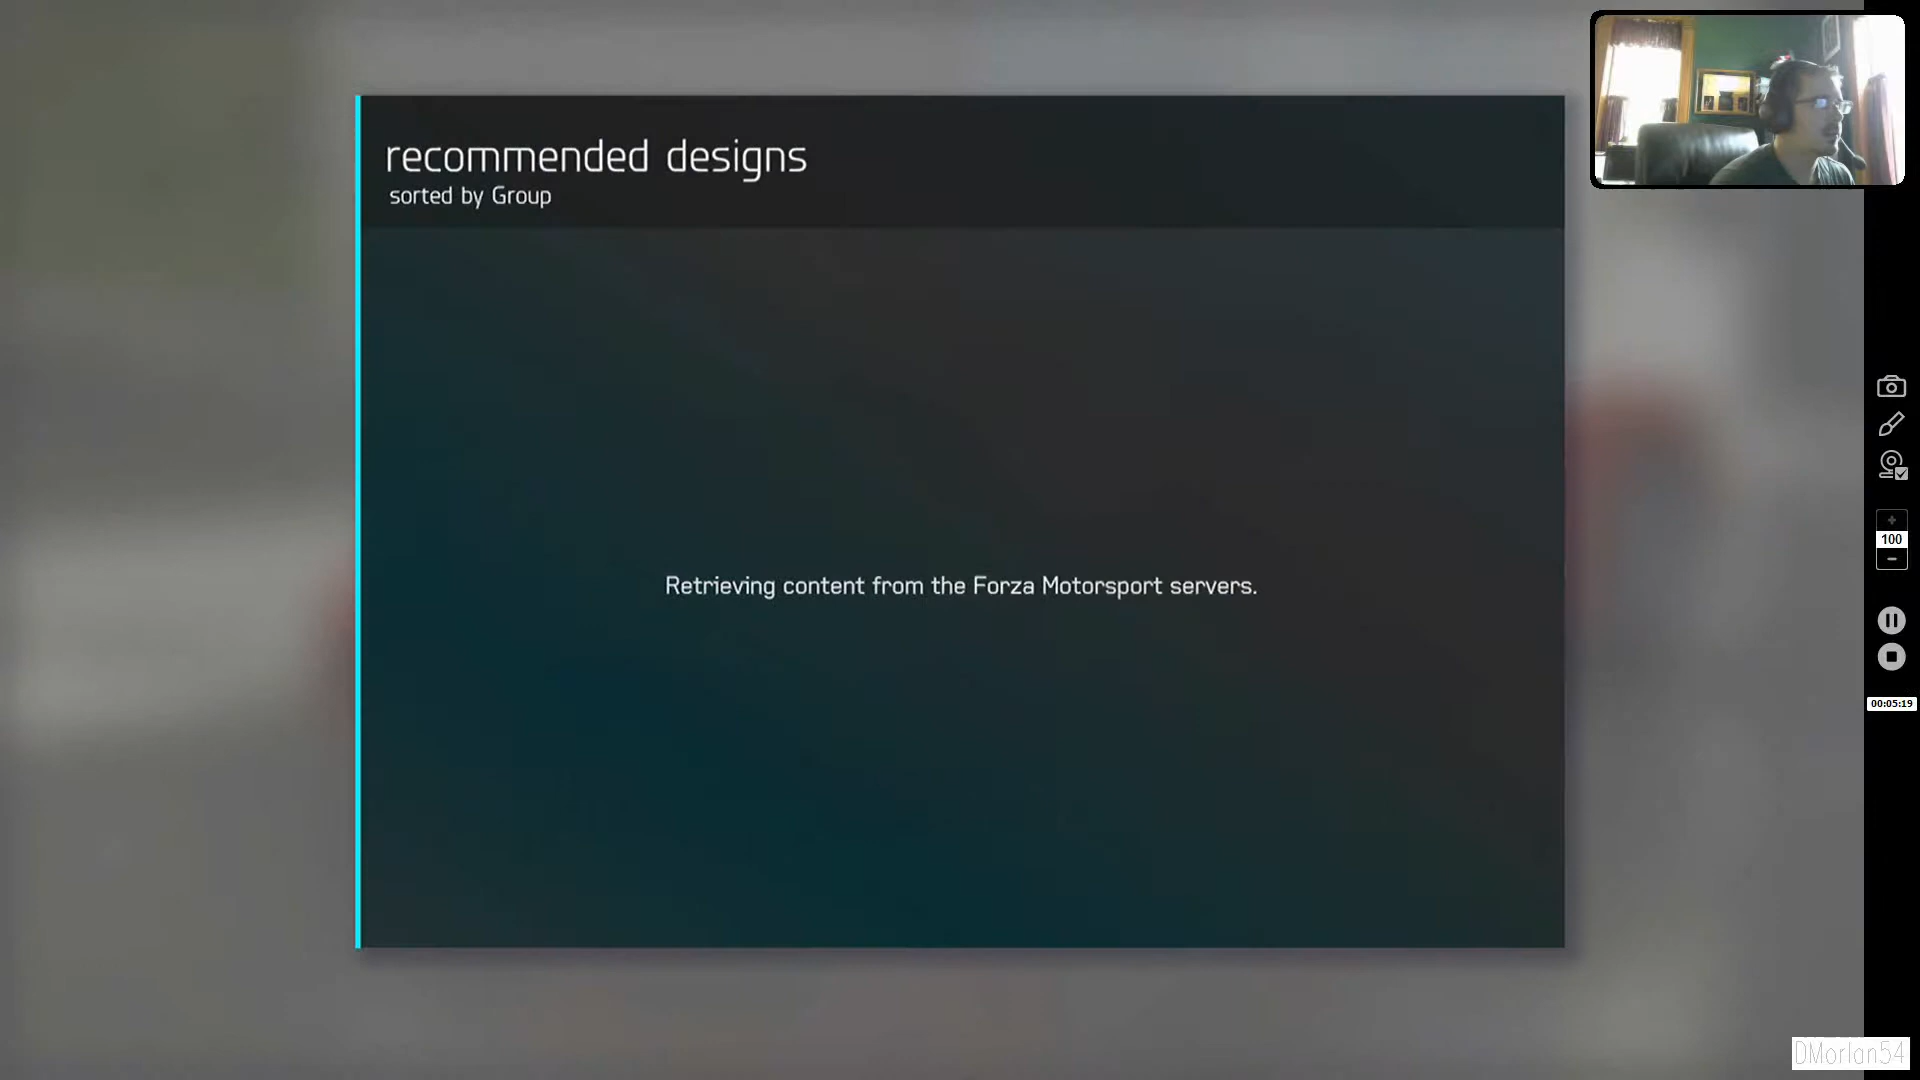 recommended designs
sorted by Group
Retrieving content from the Forza Motorsport servers.
100
00:05:19
DMorlan54